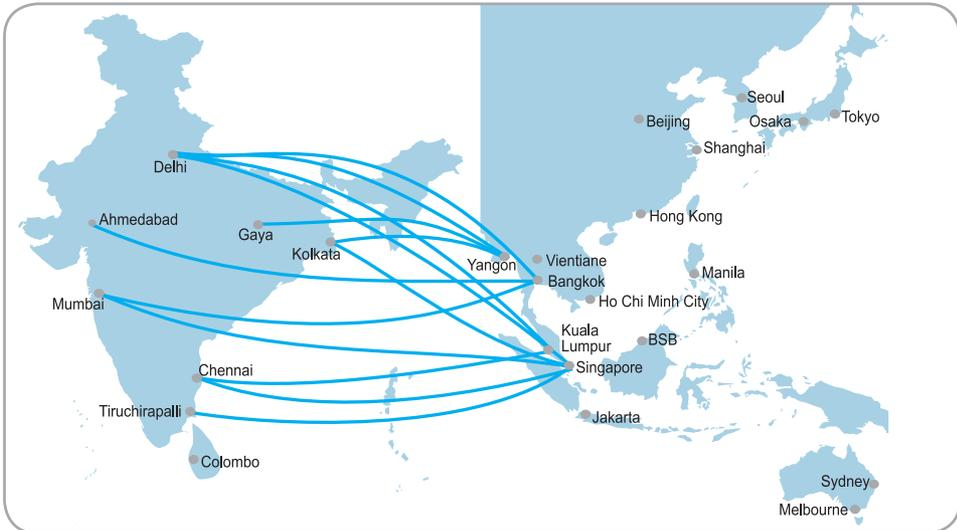 Seoul
Beijing
Osaka
Tokyo
Shanghai
Delhi
Ahmedabad
Gaya
Hong Kong
Kolkata
Yangon
Vientiane
Bangkok
Manila
Mumbai
Ho Chi Minh City
Kuala
Lumpur
BSB
Singapore
Chennai
Tiruchirapalli
Jakarta
Colombo
Sydney
Melbourne